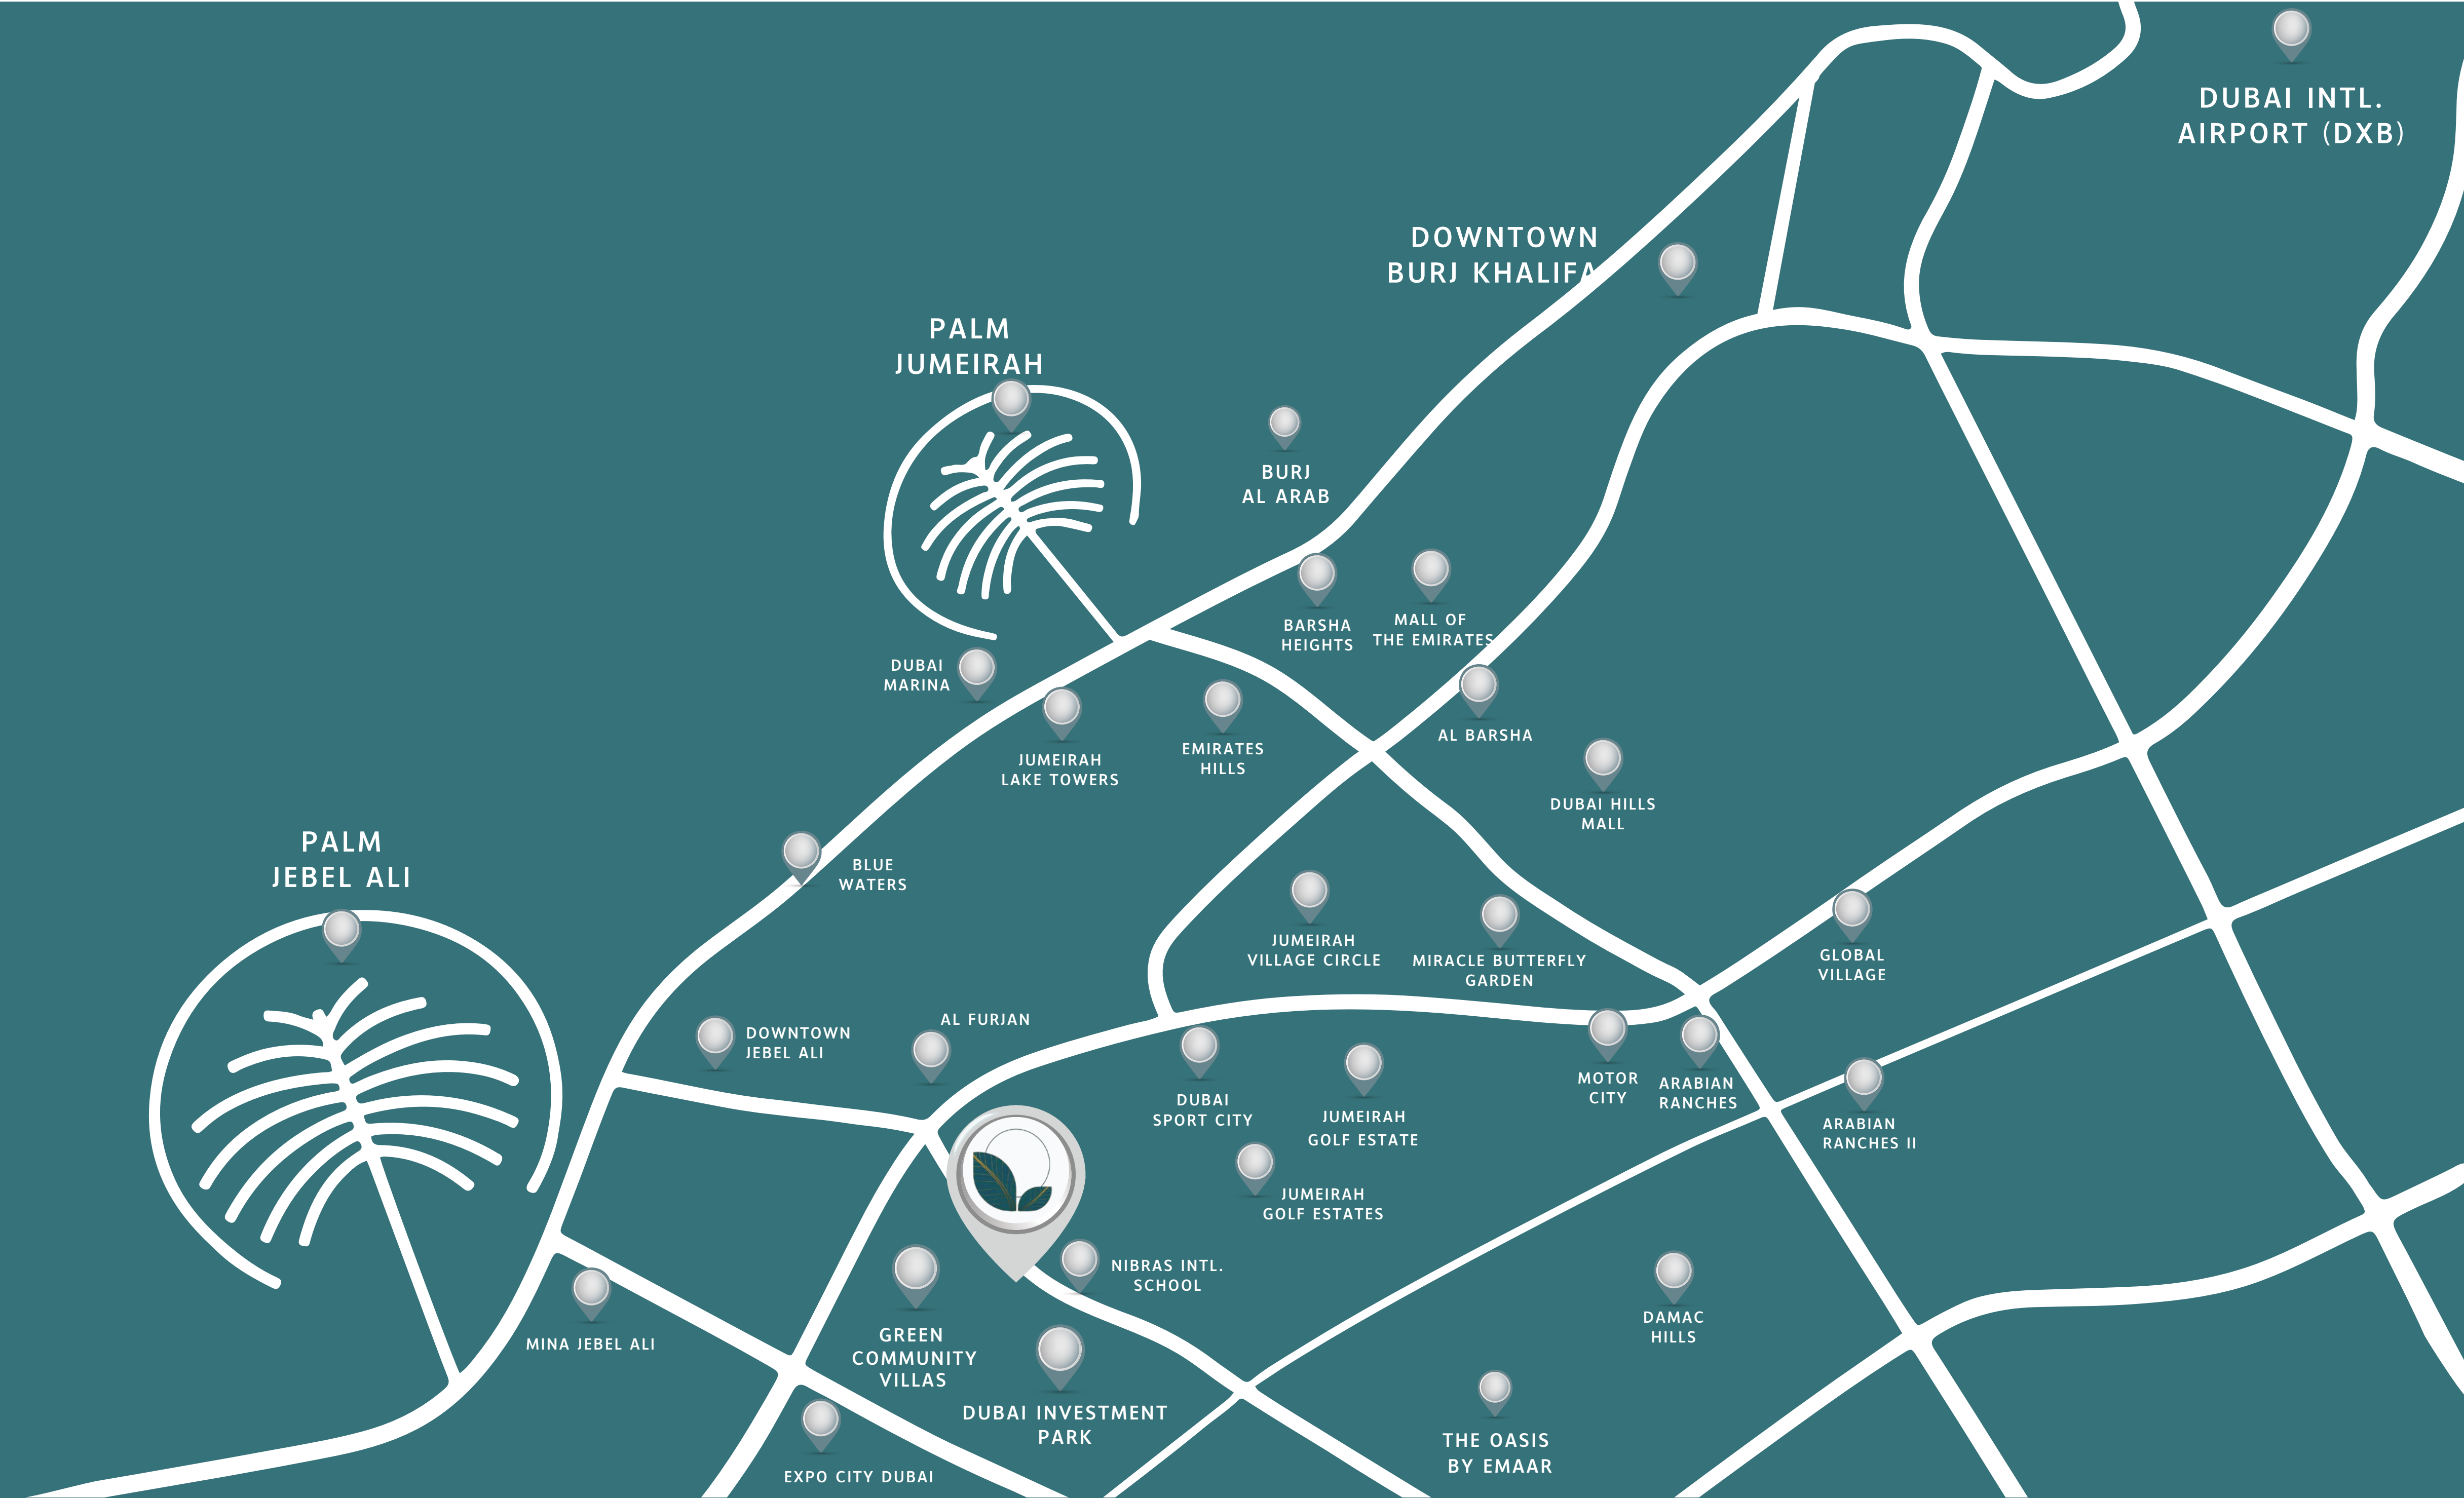 DUBAI INTL.
AIRPORT (DXB)
DOWNTOWN
BURJ KHALIFA
PALM
JUMEIRAH
BURJ
AL ARAB
BARSHA
HEIGHTS
MALL OF
THE EMIRATES
DUBAI
MARINA
JUMEIRAH
LAKE TOWERS
EMIRATES
HILLS
AL BARSHA
DUBAI HILLS
MALL
PALM
JEBEL ALI
BLUE
WATERS
JUMEIRAH
VILLAGE CIRCLE
MIRACLE BUTTERFLY
GARDEN
GLOBAL
VILLAGE
DOWNTOWN
JEBEL ALI
AL FURJAN
DUBAI
SPORT CITY
JUMEIRAH
GOLF ESTATE
MOTOR
CITY
ARABIAN
RANCHES
ARABIAN
RANCHES II
JUMEIRAH
GOLF ESTATES
NIBRAS INTL.
SCHOOL
MINA JEBEL ALI
GREEN
COMMUNITY
VILLAS
DAMAC
HILLS
DUBAI INVESTMENT
PARK
THE OASIS
BY EMAAR
EXPO CITY DUBAI